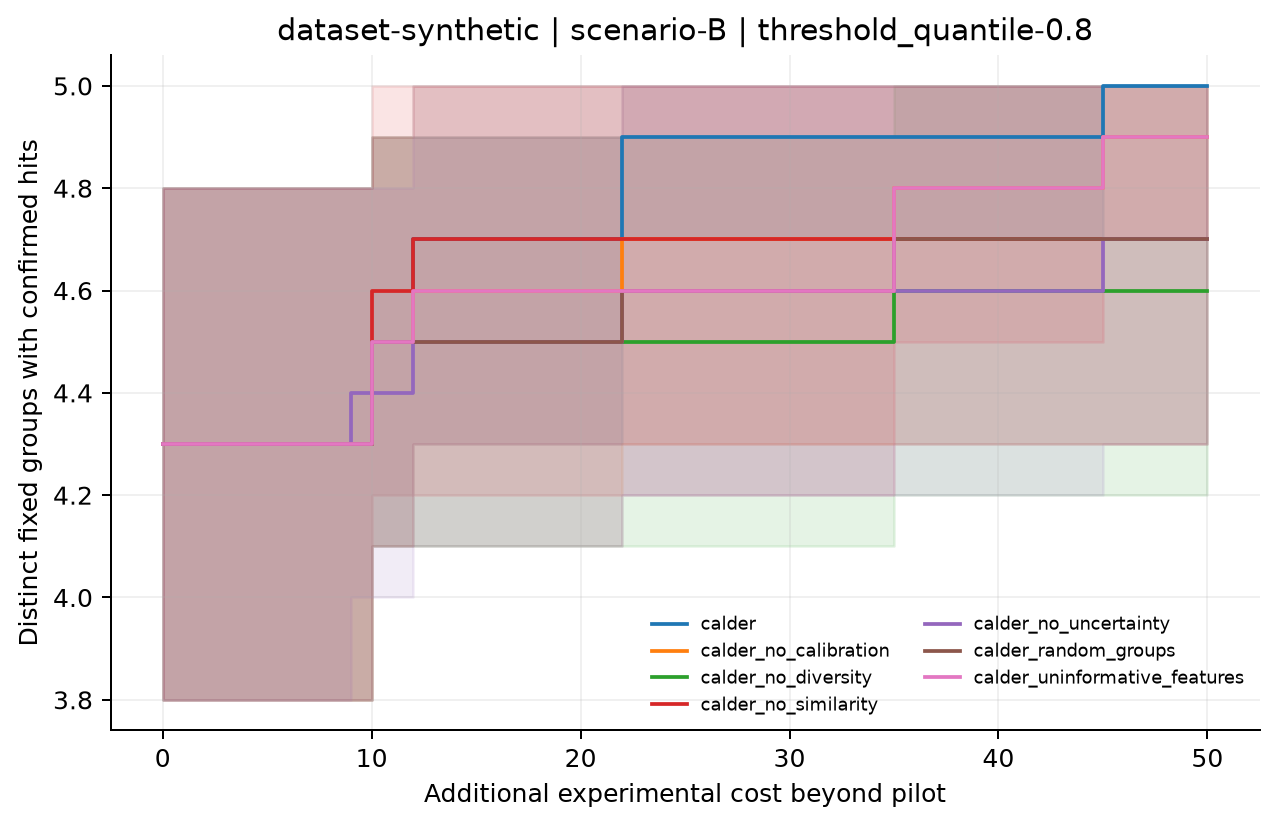 dataset-synthetic | scenario-B | threshold_quantile-0.8
Distinct fixed groups with confirmed hits
5.0
4.8
4.6
4.4
4.2
4.0
3.8
calder
calder_no_calibration
calder_no_diversity
calder_no_similarity
calder_no_uncertainty
calder_random_groups
calder_uninformative_features
0 10 20 30 40 50
Additional experimental cost beyond pilot